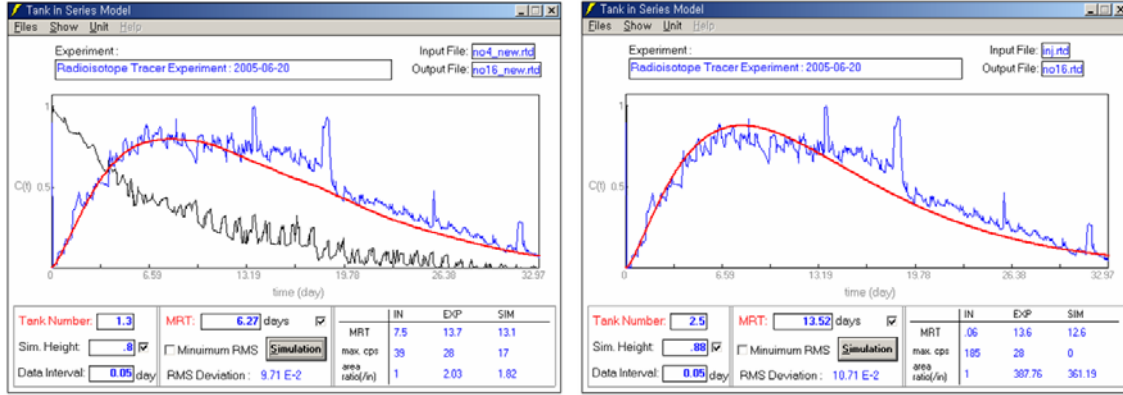 Tank in Series Model
Files Show Unit Help
Experiment :
Radioisotope Tracer Experiment : 2005-06-20
Input File: no4_new.rtd
Output File: no16_new.rtd
1
C(t) 0.5
0 6.59 13.19 19.78 26.38 32.97
time (day)
Tank Number: 1.3
Sim. Height: .8
Data Interval: 0.05 day
MRT: 6.27 days
Minuimum RMS Simulation
RMS Deviation : 9.71 E-2
IN EXP SIM
MRT 7.5 13.7 13.1
max. cps 39 28 17
area ratio(/in) 1 2.03 1.82
Tank in Series Model
Files Show Unit Help
Experiment :
Radioisotope Tracer Experiment : 2005-06-20
Input File: inj.rtd
Output File: no16.rtd
1
C(t) 0.5
0 6.59 13.19 19.78 26.38 32.97
time (day)
Tank Number: 2.5
Sim. Height: .88
Data Interval: 0.05 day
MRT: 13.52 days
Minuimum RMS Simulation
RMS Deviation : 10.71 E-2
IN EXP SIM
MRT .06 13.6 12.6
max. cps 185 28 0
area ratio(/in) 1 387.76 361.19